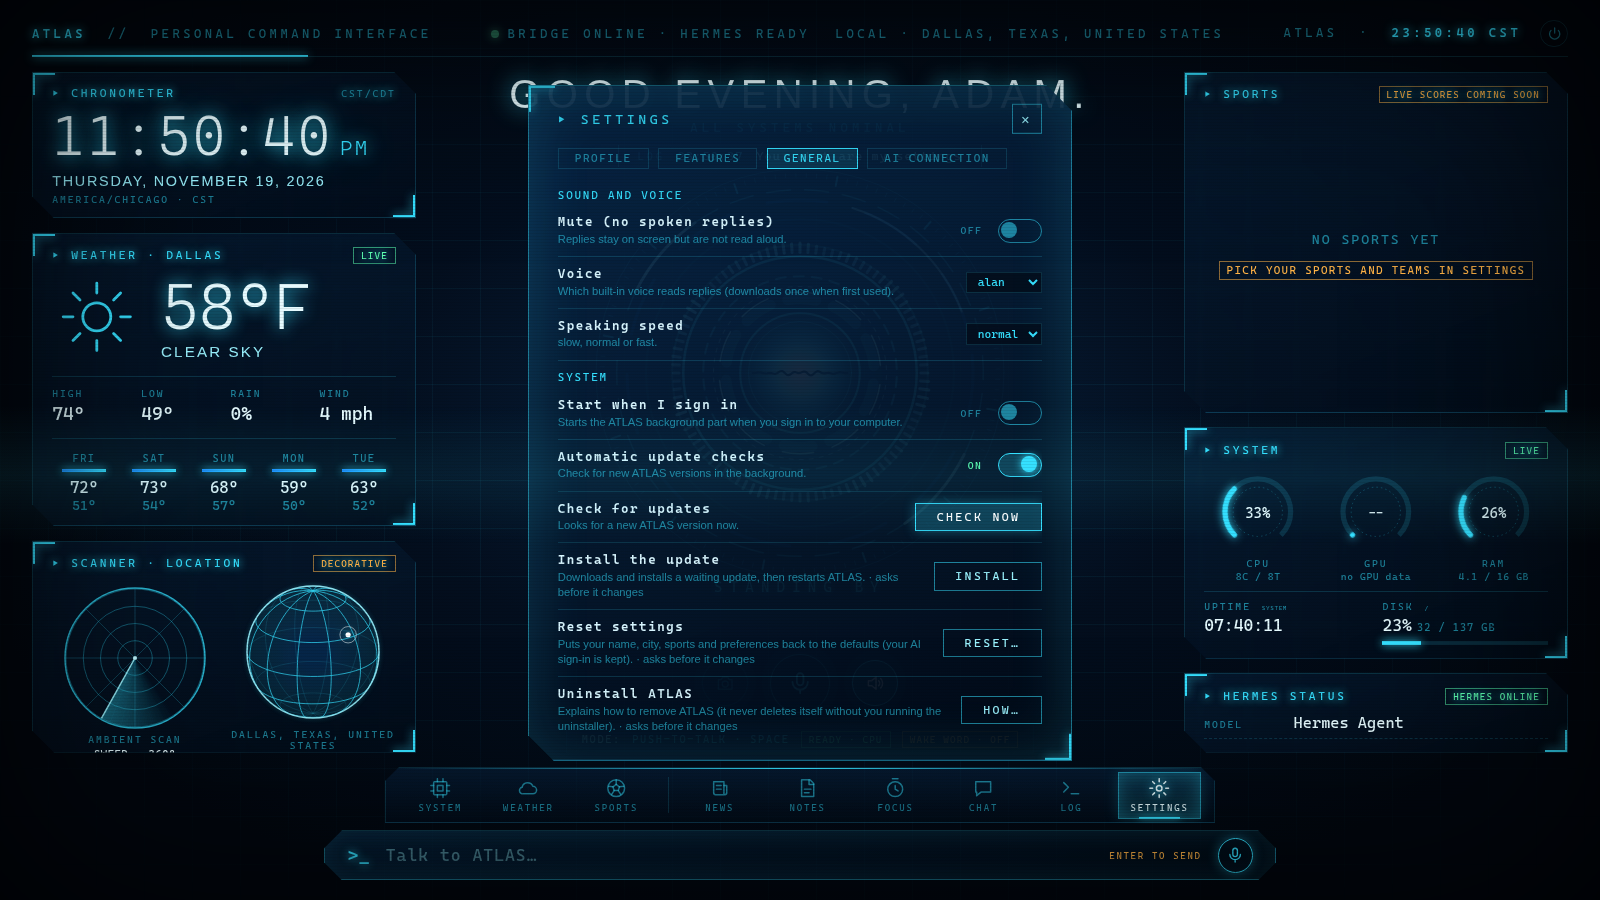 ATLAS // PERSONAL COMMAND INTERFACE
BRIDGE ONLINE · HERMES READY
LOCAL · DALLAS, TEXAS, UNITED STATES
ATLAS · 23:50:40 CST
CHRONOMETER
CST/CDT
11:50:40 PM
THURSDAY, NOVEMBER 19, 2026
AMERICA/CHICAGO · CST
WEATHER · DALLAS
LIVE
58°F
CLEAR SKY
HIGH LOW RAIN WIND
74° 49° 0% 4 mph
FRI SAT SUN MON TUE
72° 73° 68° 59° 63°
51° 54° 57° 50° 52°
SCANNER · LOCATION
DECORATIVE
AMBIENT SCAN
DALLAS, TEXAS, UNITED
STATES
GOOD EVENING, ADAM.
SETTINGS
×
PROFILE FEATURES GENERAL AI CONNECTION
SOUND AND VOICE
Mute (no spoken replies)
Replies stay on screen but are not read aloud.
OFF
Voice
Which built-in voice reads replies (downloads once when first used).
alan
Speaking speed
slow, normal or fast.
normal
SYSTEM
Start when I sign in
Starts the ATLAS background part when you sign in to your computer.
OFF
Automatic update checks
Check for new ATLAS versions in the background.
ON
Check for updates
Looks for a new ATLAS version now.
CHECK NOW
Install the update
Downloads and installs a waiting update, then restarts ATLAS. · asks
before it changes
INSTALL
Reset settings
Puts your name, city, sports and preferences back to the defaults (your AI
sign-in is kept). · asks before it changes
RESET…
Uninstall ATLAS
Explains how to remove ATLAS (it never deletes itself without you running the
uninstaller). · asks before it changes
HOW…
SPORTS
LIVE SCORES COMING SOON
NO SPORTS YET
PICK YOUR SPORTS AND TEAMS IN SETTINGS
SYSTEM
LIVE
33% -- 26%
CPU GPU RAM
8C / 8T no GPU data 4.1 / 16 GB
UPTIME SYSTEM DISK /
07:40:11 23% 32 / 137 GB
HERMES STATUS
HERMES ONLINE
MODEL Hermes Agent
SYSTEM WEATHER SPORTS NEWS NOTES FOCUS CHAT LOG SETTINGS
>_ Talk to ATLAS…
ENTER TO SEND